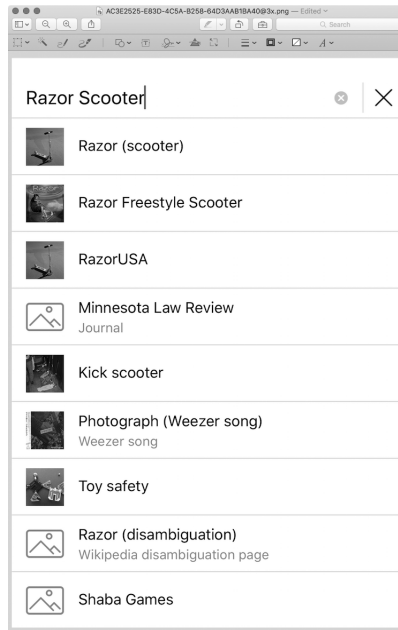 AC3E2525-E83D-4C5A-B258-64D3AAB1BA40@3x.png — Edited
Search
Razor Scooter
Razor (scooter)
Razor Freestyle Scooter
RazorUSA
Minnesota Law Review
Journal
Kick scooter
Photograph (Weezer song)
Weezer song
Toy safety
Razor (disambiguation)
Wikipedia disambiguation page
Shaba Games